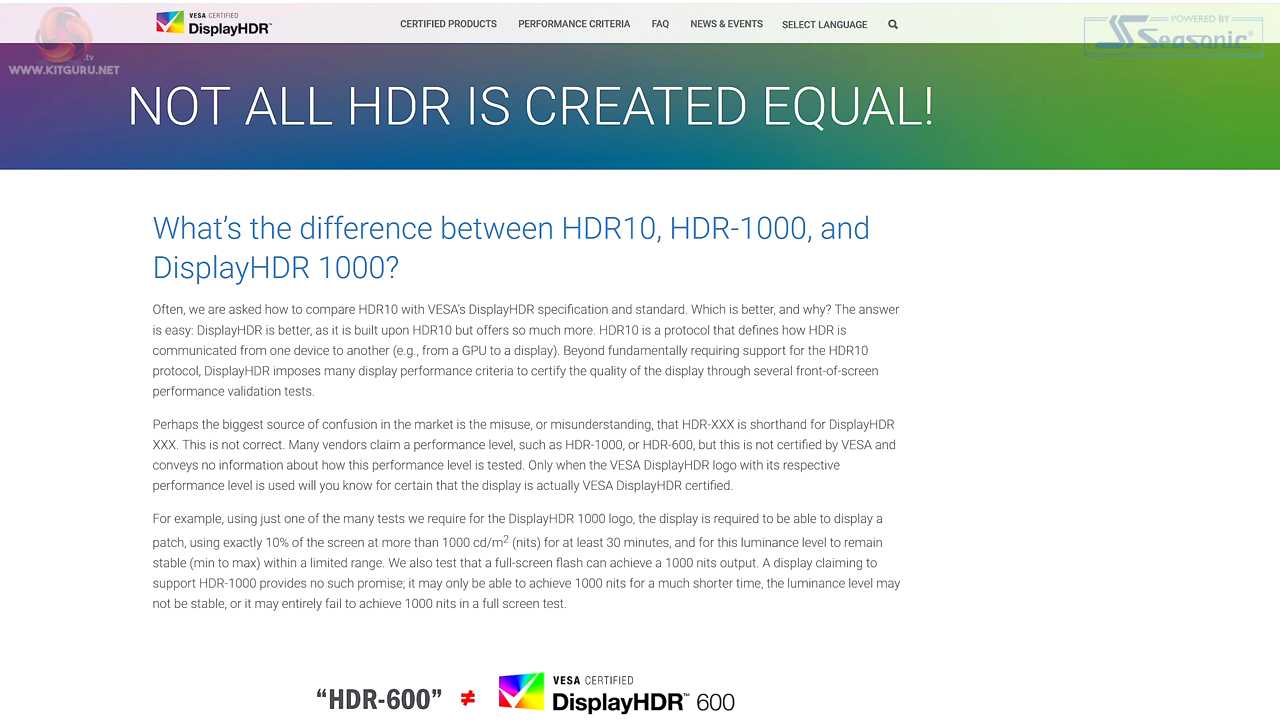 VESA CERTIFIED
DisplayHDR™
CERTIFIED PRODUCTS PERFORMANCE CRITERIA FAQ NEWS & EVENTS SELECT LANGUAGE
POWERED BY
Seasonic®
.tv
WWW.KITGURU.NET
NOT ALL HDR IS CREATED EQUAL!
What's the difference between HDR10, HDR-1000, and
DisplayHDR 1000?
Often, we are asked how to compare HDR10 with VESA's DisplayHDR specification and standard. Which is better, and why? The answer
is easy: DisplayHDR is better, as it is built upon HDR10 but offers so much more. HDR10 is a protocol that defines how HDR is
communicated from one device to another (e.g., from a GPU to a display). Beyond fundamentally requiring support for the HDR10
protocol, DisplayHDR imposes many display performance criteria to certify the quality of the display through several front-of-screen
performance validation tests.
Perhaps the biggest source of confusion in the market is the misuse, or misunderstanding, that HDR-XXX is shorthand for DisplayHDR
XXX. This is not correct. Many vendors claim a performance level, such as HDR-1000, or HDR-600, but this is not certified by VESA and
conveys no information about how this performance level is tested. Only when the VESA DisplayHDR logo with its respective
performance level is used will you know for certain that the display is actually VESA DisplayHDR certified.
For example, using just one of the many tests we require for the DisplayHDR 1000 logo, the display is required to be able to display a
patch, using exactly 10% of the screen at more than 1000 cd/m² (nits) for at least 30 minutes, and for this luminance level to remain
stable (min to max) within a limited range. We also test that a full-screen flash can achieve a 1000 nits output. A display claiming to
support HDR-1000 provides no such promise; it may only be able to achieve 1000 nits for a much shorter time, the luminance level may
not be stable, or it may entirely fail to achieve 1000 nits in a full screen test.
"HDR-600" ≠ VESA CERTIFIED
DisplayHDR™ 600